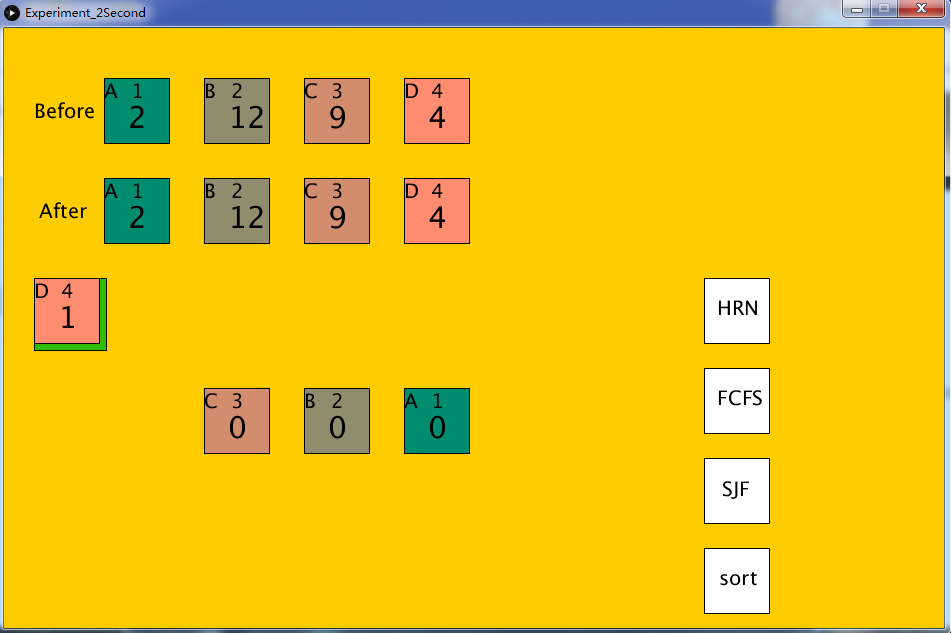 Experiment_2Second
Before A 1 2 B 2 12 C 3 9 D 4 4
After A 1 2 B 2 12 C 3 9 D 4 4
D 4 1
HRN
C 3 0 B 2 0 A 1 0
FCFS
SJF
sort